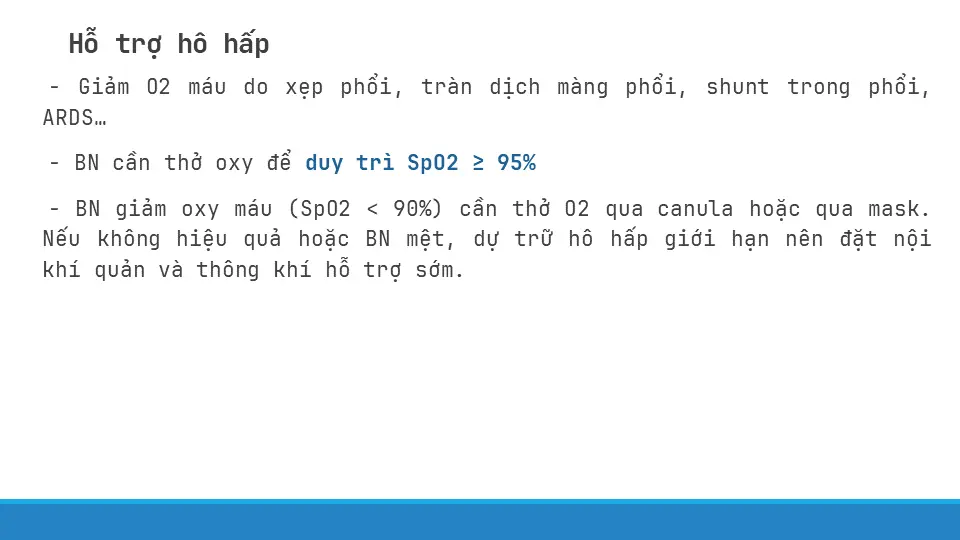 Hỗ trợ hô hấp
- Giảm O2 máu do xẹp phổi, tràn dịch màng phổi, shunt trong phổi,
ARDS…
- BN cần thở oxy để duy trì SpO2 ≥ 95%
- BN giảm oxy máu (SpO2 < 90%) cần thở O2 qua canula hoặc qua mask.
Nếu không hiệu quả hoặc BN mệt, dự trữ hô hấp giới hạn nên đặt nội
khí quản và thông khí hỗ trợ sớm.